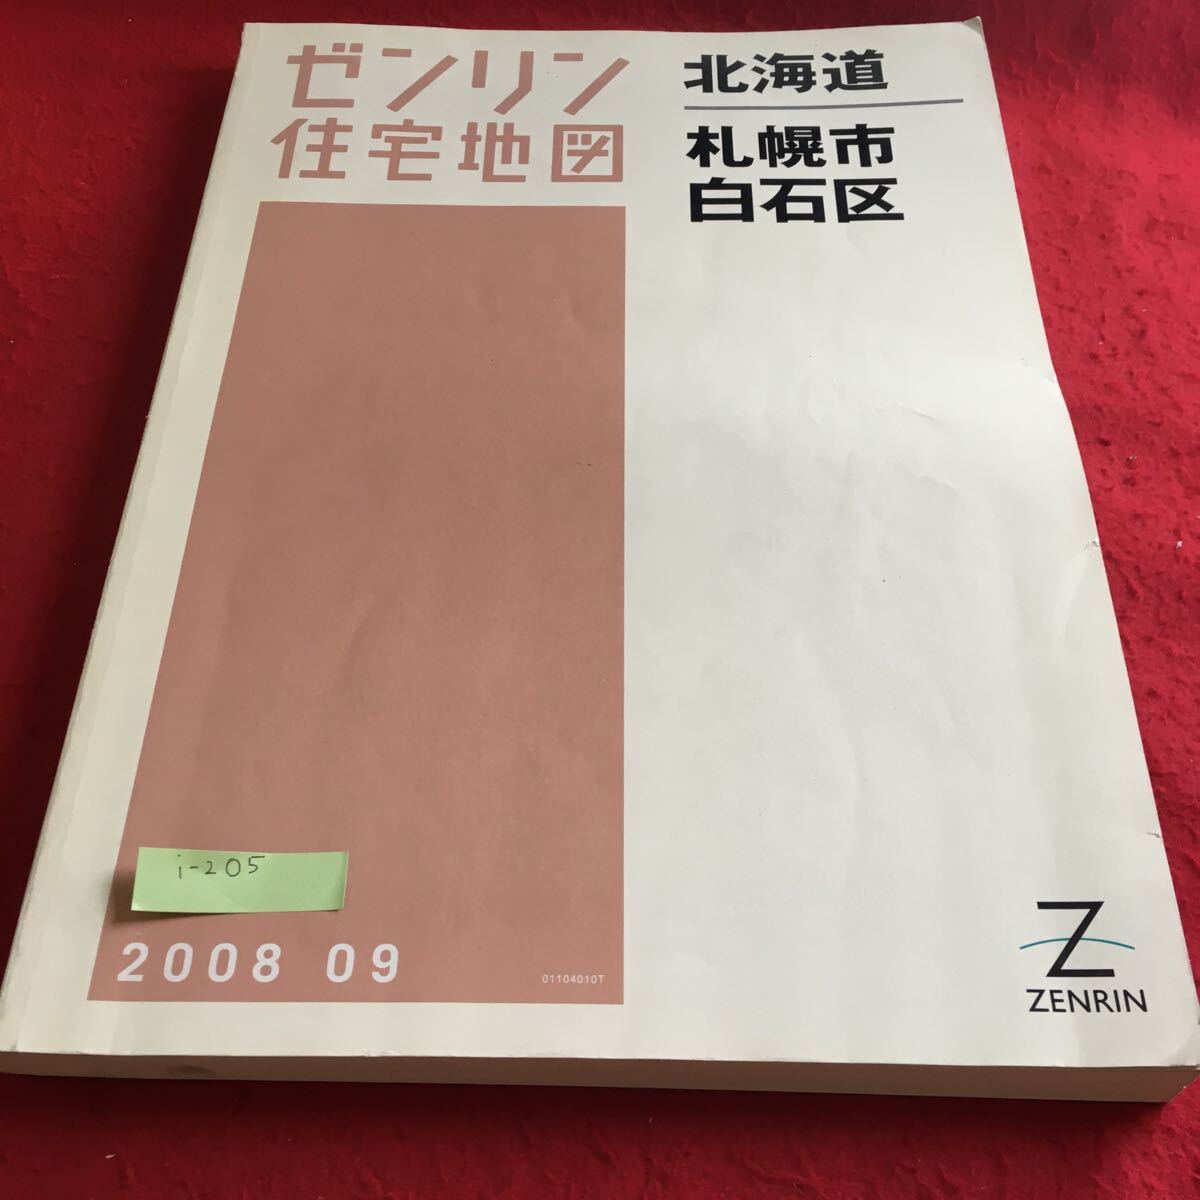 ゼンリン
住宅地図
北海道
札幌市
白石区
i-205
2008 09
01104010T
Z
ZENRIN